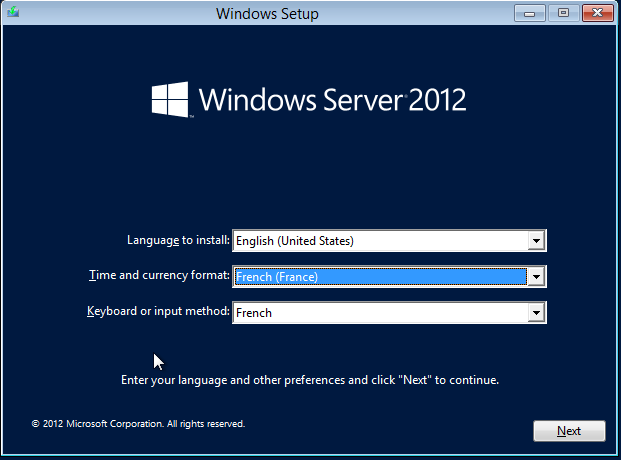 Windows Setup
Windows Server 2012
Language to install: English (United States)
Time and currency format: French (France)
Keyboard or input method: French
Enter your language and other preferences and click "Next" to continue.
© 2012 Microsoft Corporation. All rights reserved.
Next